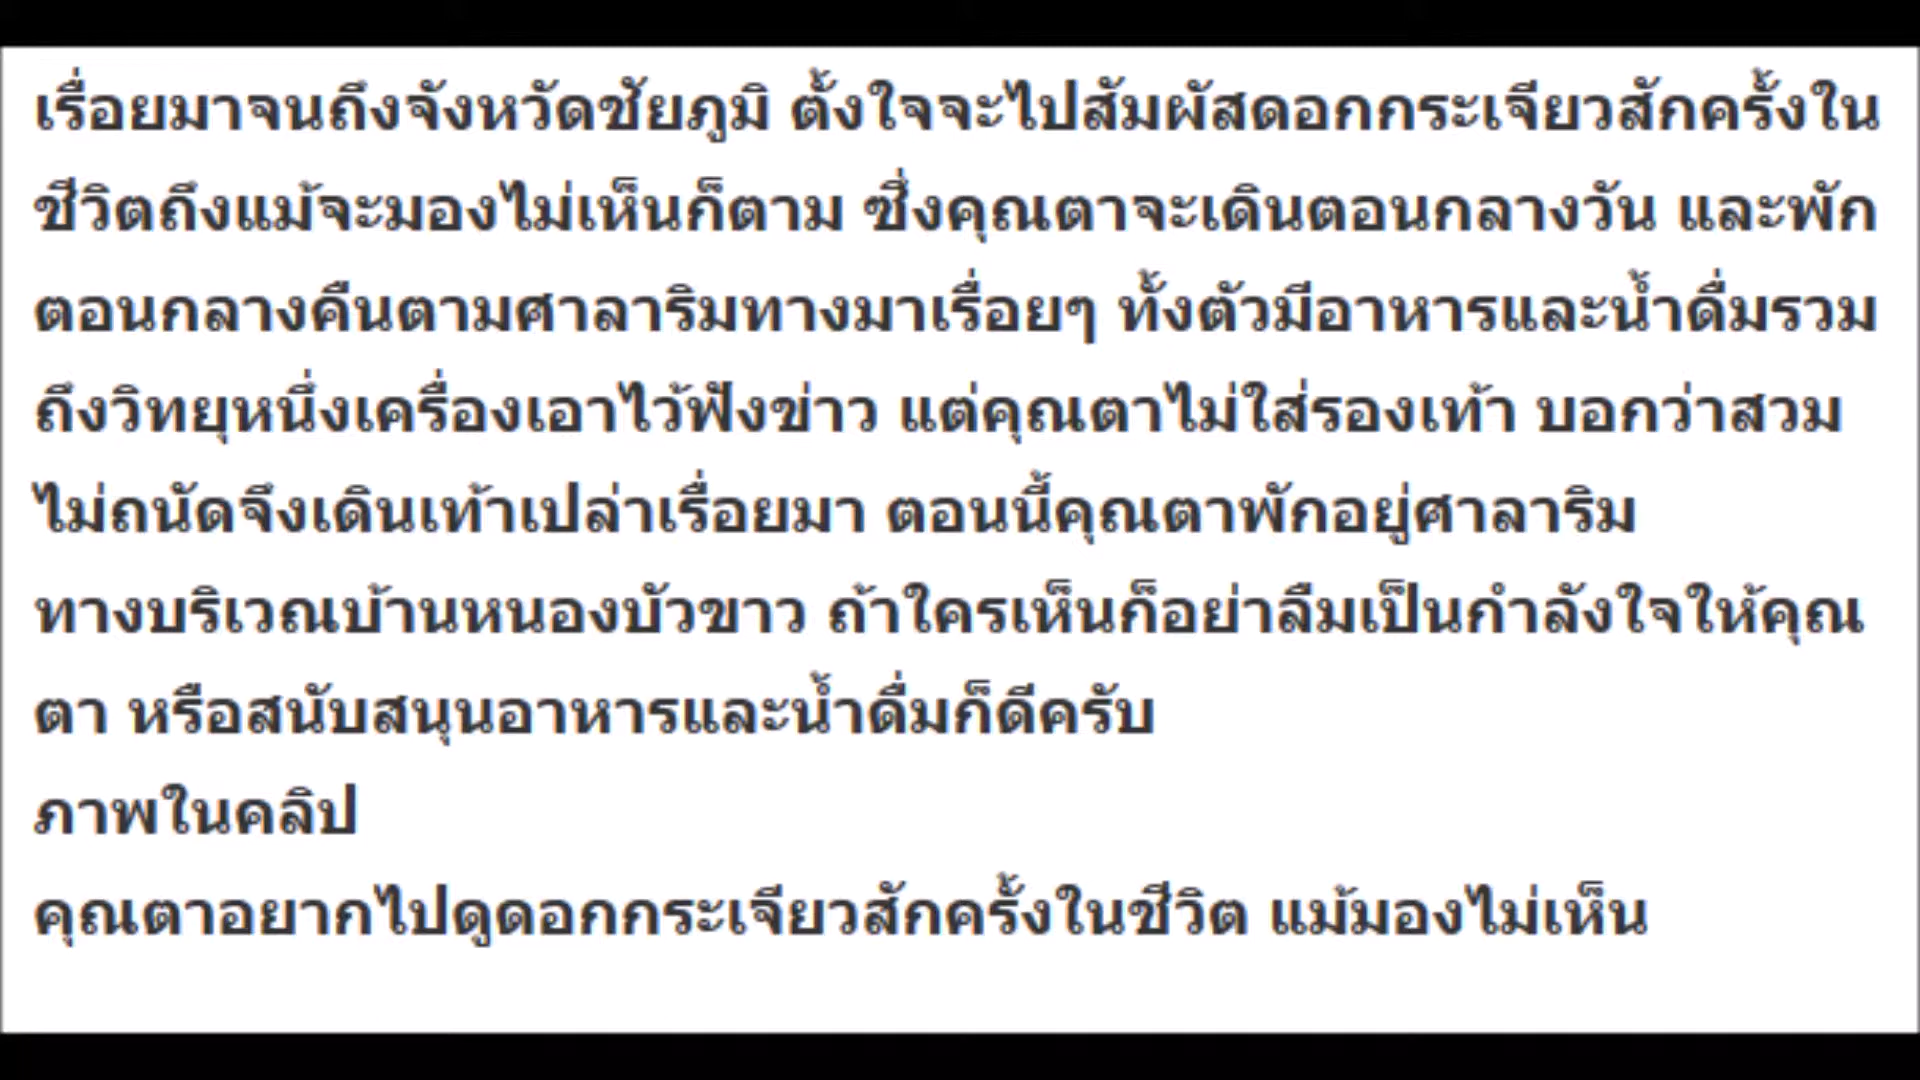 เรื่อยมาจนถึงจังหวัดชัยภูมิ ตั้งใจจะไปสัมผัสดอกกระเจียวสักครั้งใน
ชีวิตถึงแม้จะมองไม่เห็นก็ตาม ซึ่งคุณตาจะเดินตอนกลางวัน และพัก
ตอนกลางคืนตามศาลาริมทางมาเรื่อยๆ ทั้งตัวมีอาหารและน้ำดื่มรวม
ถึงวิทยุหนึ่งเครื่องเอาไว้ฟังข่าว แต่คุณตาไม่ใส่รองเท้า บอกว่าสวม
ไม่ถนัดจึงเดินเท้าเปล่าเรื่อยมา ตอนนี้คุณตาพักอยู่ศาลาริม
ทางบริเวณบ้านหนองบัวขาว ถ้าใครเห็นก็อย่าลืมเป็นกำลังใจให้คุณ
ตา หรือสนับสนุนอาหารและน้ำดื่มก็ดีครับ
ภาพในคลิป
คุณตาอยากไปดูดอกกระเจียวสักครั้งในชีวิต แม้มองไม่เห็น